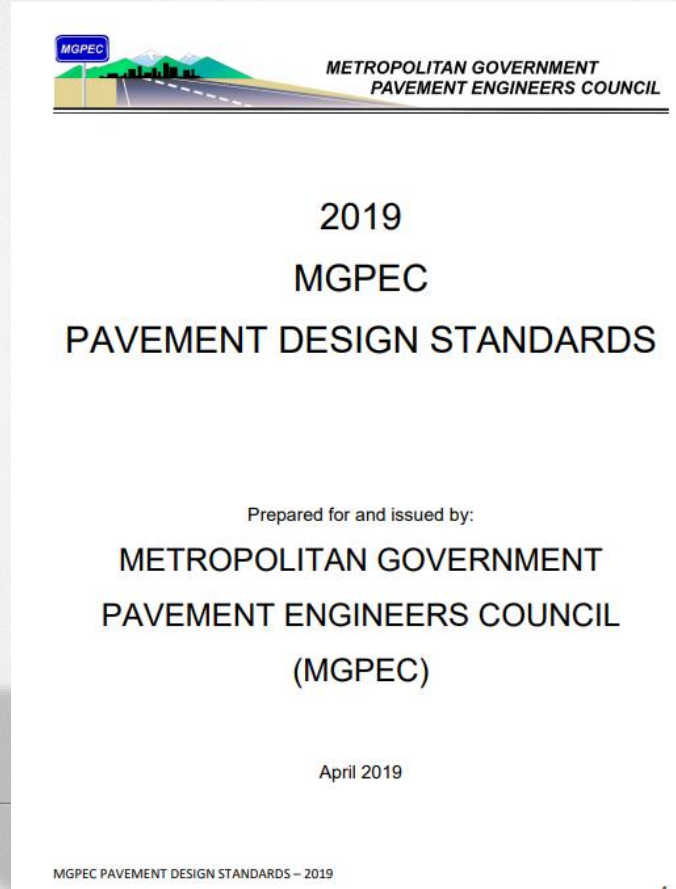 MGPEC
METROPOLITAN GOVERNMENT
PAVEMENT ENGINEERS COUNCIL
2019
MGPEC
PAVEMENT DESIGN STANDARDS
Prepared for and issued by:
METROPOLITAN GOVERNMENT
PAVEMENT ENGINEERS COUNCIL
(MGPEC)
April 2019
MGPEC PAVEMENT DESIGN STANDARDS – 2019